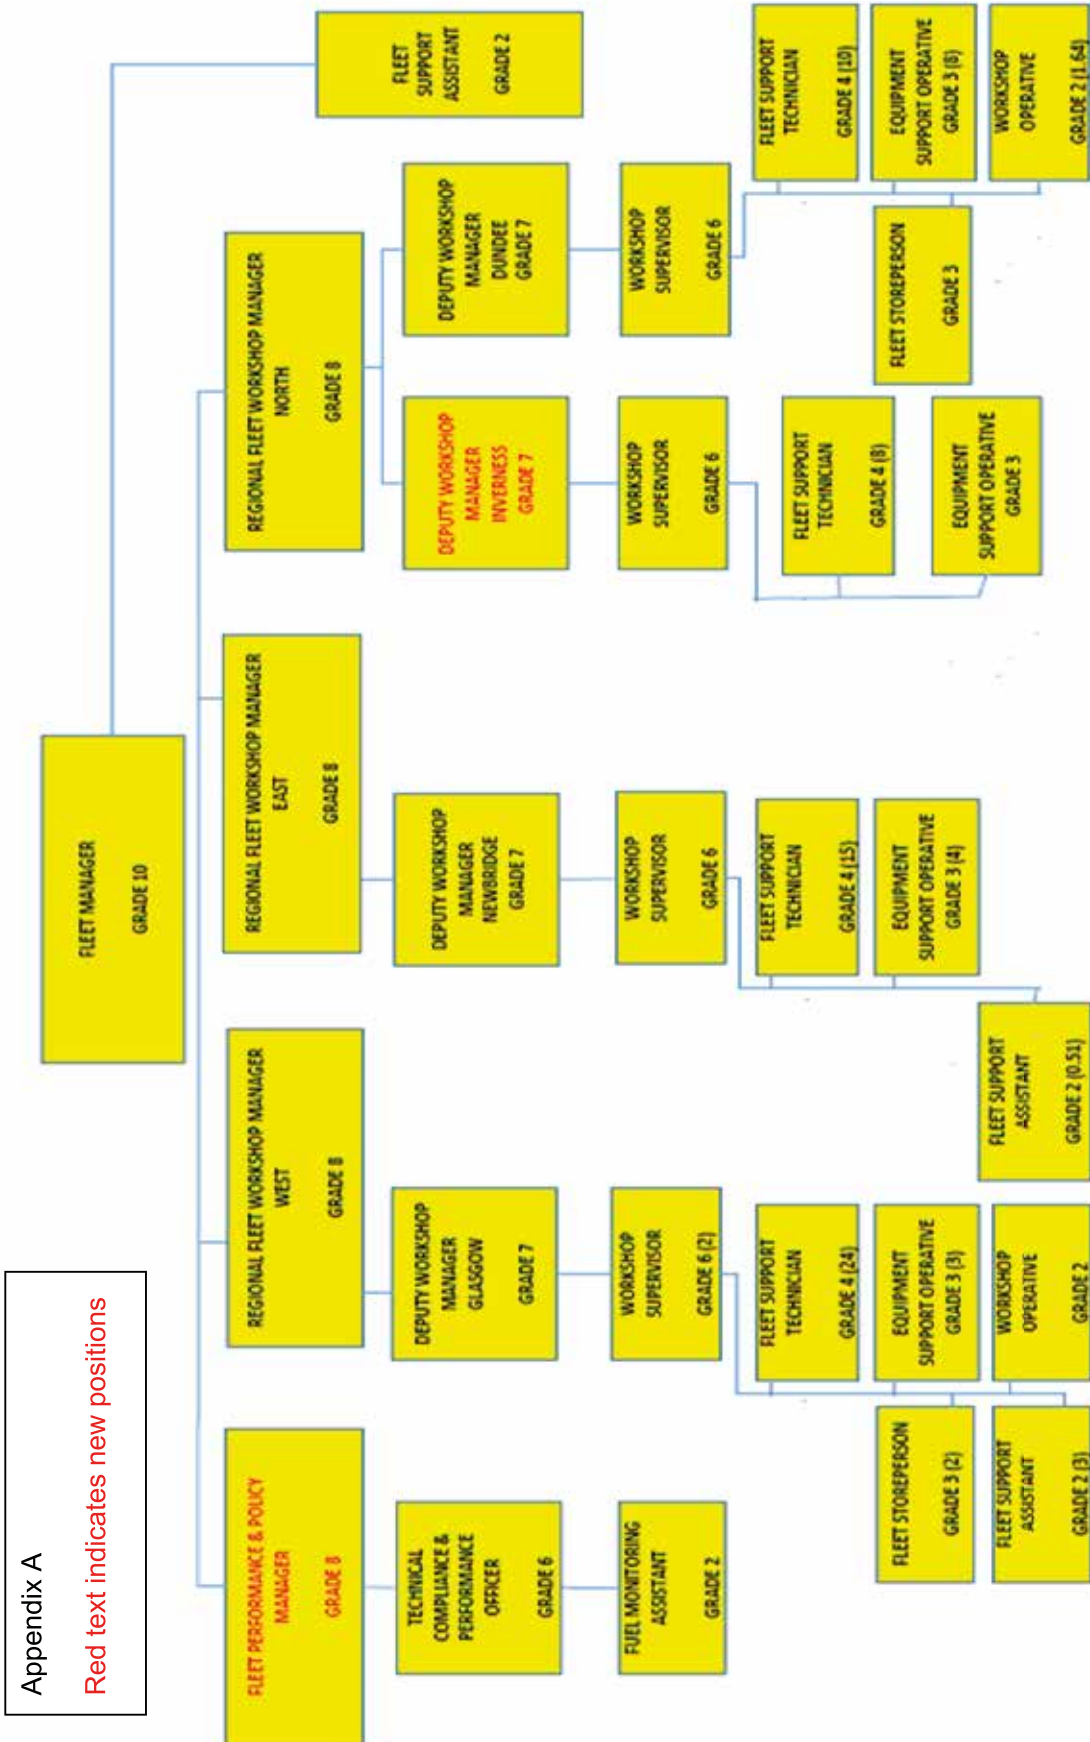 Appendix A
Red text indicates new positions
FLEET MANAGER
GRADE 10
FLEET
SUPPORT
ASSISTANT
GRADE 2
FLEET PERFORMANCE & POLICY
MANAGER
GRADE 8
TECHNICAL
COMPLIANCE &
PERFORMANCE
OFFICER
GRADE 6
FUEL MONITORING
ASSISTANT
GRADE 2
REGIONAL FLEET WORKSHOP MANAGER
WEST
GRADE 8
DEPUTY WORKSHOP
MANAGER
GLASGOW
GRADE 7
WORKSHOP
SUPERVISOR
GRADE 6 (2)
FLEET SUPPORT
TECHNICIAN
GRADE 4 (24)
EQUIPMENT
SUPPORT OPERATIVE
GRADE 3 (3)
WORKSHOP
OPERATIVE
GRADE 2
FLEET STOREPERSON
GRADE 3 (2)
FLEET SUPPORT
ASSISTANT
GRADE 2 (3)
REGIONAL FLEET WORKSHOP MANAGER
EAST
GRADE 8
DEPUTY WORKSHOP
MANAGER
NEWBRIDGE
GRADE 7
WORKSHOP
SUPERVISOR
GRADE 6
FLEET SUPPORT
TECHNICIAN
GRADE 4 (15)
EQUIPMENT
SUPPORT OPERATIVE
GRADE 3 (4)
FLEET SUPPORT
ASSISTANT
GRADE 2 (0.51)
REGIONAL FLEET WORKSHOP MANAGER
NORTH
GRADE 8
DEPUTY WORKSHOP
MANAGER
INVERNESS
GRADE 7
WORKSHOP
SUPERVISOR
GRADE 6
FLEET SUPPORT
TECHNICIAN
GRADE 4 (8)
EQUIPMENT
SUPPORT OPERATIVE
GRADE 3
DEPUTY WORKSHOP
MANAGER
DUNDEE
GRADE 7
WORKSHOP
SUPERVISOR
GRADE 6
FLEET SUPPORT
TECHNICIAN
GRADE 4 (10)
EQUIPMENT
SUPPORT OPERATIVE
GRADE 3 (8)
WORKSHOP
OPERATIVE
GRADE 2 (1.64)
FLEET STOREPERSON
GRADE 3